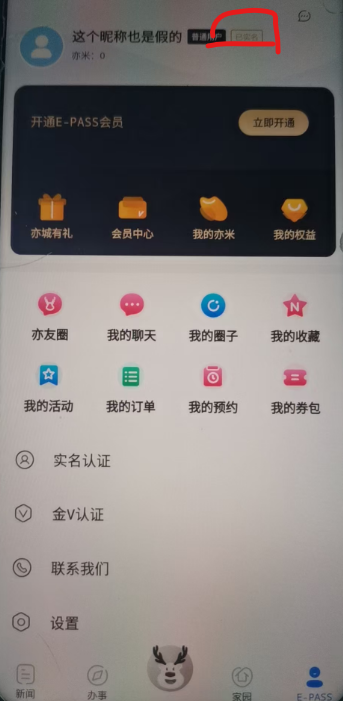 这个昵称也是假的 普通用户 已实名
亦米：0
开通E-PASS会员 立即开通
亦城有礼 会员中心 我的亦米 我的权益
亦友圈 我的聊天 我的圈子 我的收藏
我的活动 我的订单 我的预约 我的券包
实名认证
金V认证
联系我们
设置
新闻 办事 家园 E-PASS